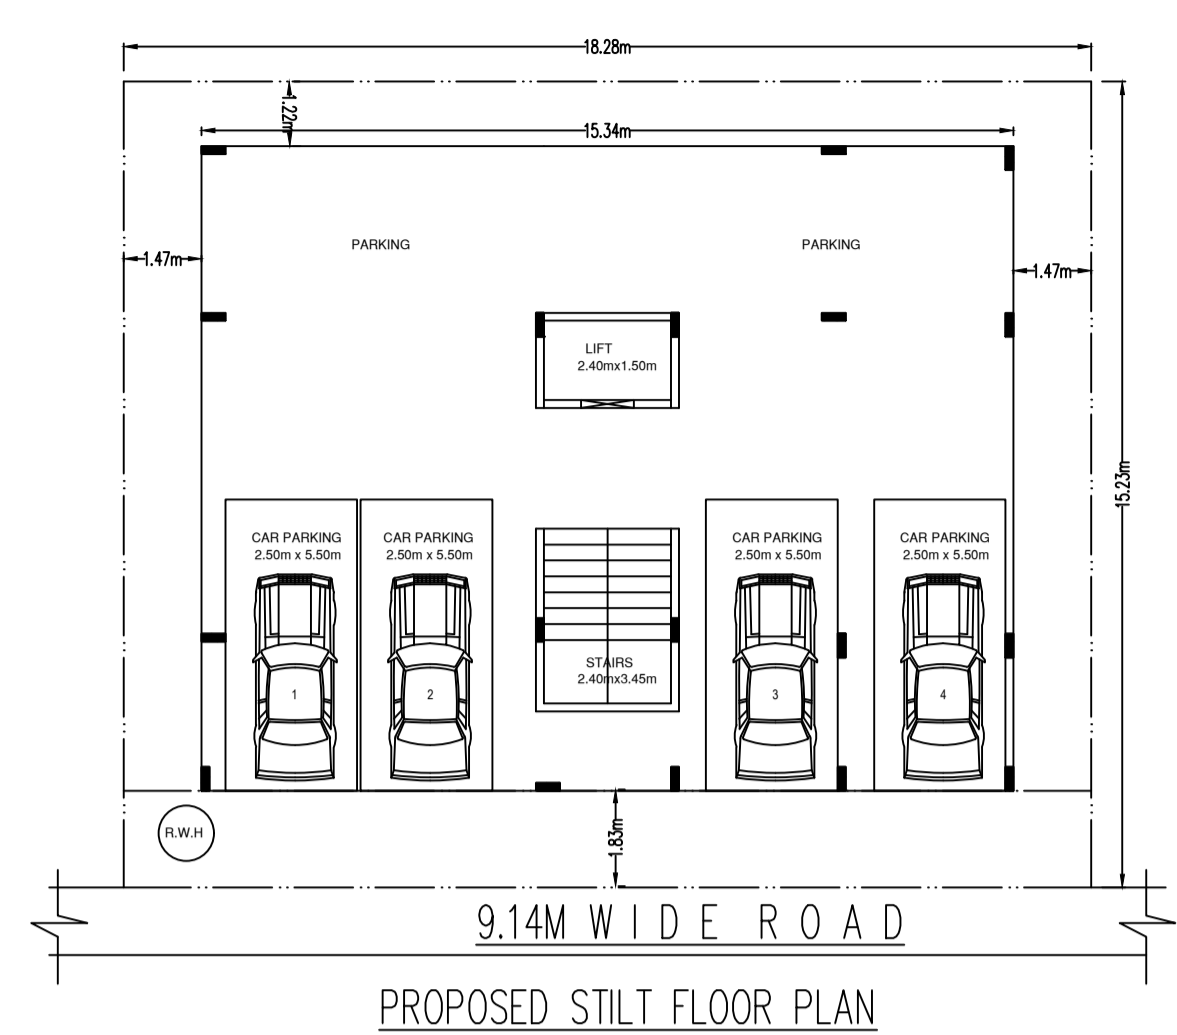 18.28m
1.22m
15.34m
PARKING
PARKING
1.47m
1.47m
LIFT
2.40mx1.50m
15.23m
CAR PARKING
2.50m x 5.50m
CAR PARKING
2.50m x 5.50m
CAR PARKING
2.50m x 5.50m
CAR PARKING
2.50m x 5.50m
STAIRS
2.40mx3.45m
1
2
3
4
R.W.H
1.83m
9.14M WIDE ROAD
PROPOSED STILT FLOOR PLAN